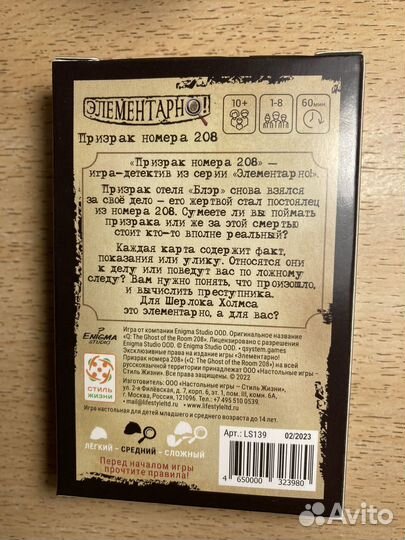 ЭЛЕМЕНТАРНО!
10+
1-8
60мин.
Призрак номера 208
«Призрак номера 208» —
игра-детектив из серии «Элементарно!».
Призрак отеля «Блэр» снова взялся
за своё дело — его жертвой стал постоялец
из номера 208. Сумеете ли вы поймать
призрака или же за этой смертью
стоит кто-то вполне реальный?
Каждая карта содержит факт,
показания или улику. Относятся они
к делу или поведут вас по ложному
следу? Вам нужно понять, что произошло,
и вычислить преступника.
Для Шерлока Холмса
это элементарно, а для вас?
ENIGMA
STUDIO
Игра от компании Enigma Studio OOD. Оригинальное название
«Q: The Ghost of the Room 208». Лицензировано с разрешения
Enigma Studio OOD. • qsystem.games
Эксклюзивные права на издание игры «Элементарно!
Призрак номера 208» («Q: The Ghost of the Room 208») на всей
русскоязычной территории принадлежат ООО «Настольные игры –
Стиль Жизни». Все права защищены. © 2022
Изготовитель: ООО «Настольные игры – Стиль Жизни»,
ул. 2-я Филёвская, д. 7, корп. 6, эт. 1, пом. III, ком. 6А,
г. Москва, Россия, 121096. Тел. +7 495 510 0539.
mail@lifestyleltd.ru • www.lifestyleltd.ru
Игра настольная для детей младшего и среднего возраста до 14 лет.
СТИЛЬ
ЖИЗНИ
ЛЁГКИЙ - СРЕДНИЙ - СЛОЖНЫЙ
Перед началом игры
прочтите правила!
Арт.: LS139
02/2023
4 650000 323980
Avito